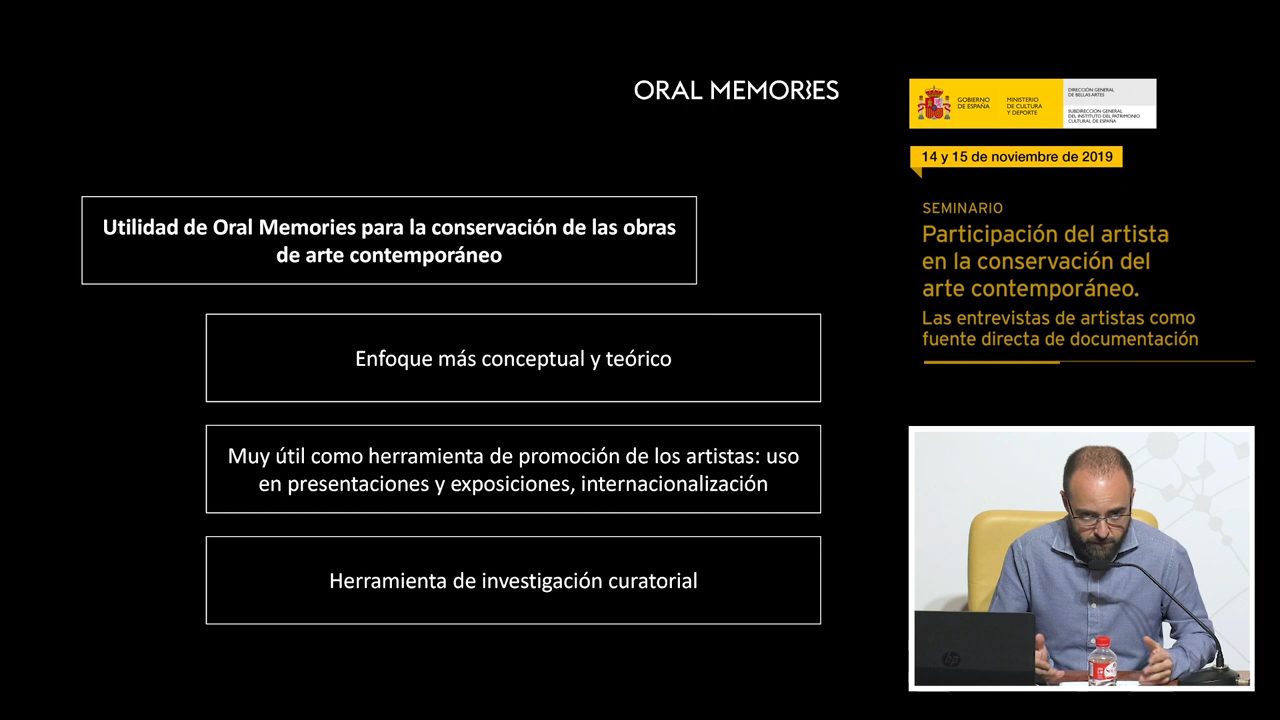 ORAL MEMORIES
Utilidad de Oral Memories para la conservación de las obras
de arte contemporáneo
Enfoque más conceptual y teórico
Muy útil como herramienta de promoción de los artistas: uso
en presentaciones y exposiciones, internacionalización
Herramienta de investigación curatorial
GOBIERNO
DE ESPAÑA
MINISTERIO
DE CULTURA
Y DEPORTE
DIRECCIÓN GENERAL
DE BELLAS ARTES
SUBDIRECCIÓN GENERAL
DEL INSTITUTO DEL PATRIMONIO
CULTURAL DE ESPAÑA
14 y 15 de noviembre de 2019
SEMINARIO
Participación del artista
en la conservación del
arte contemporáneo.
Las entrevistas de artistas como
fuente directa de documentación
hp